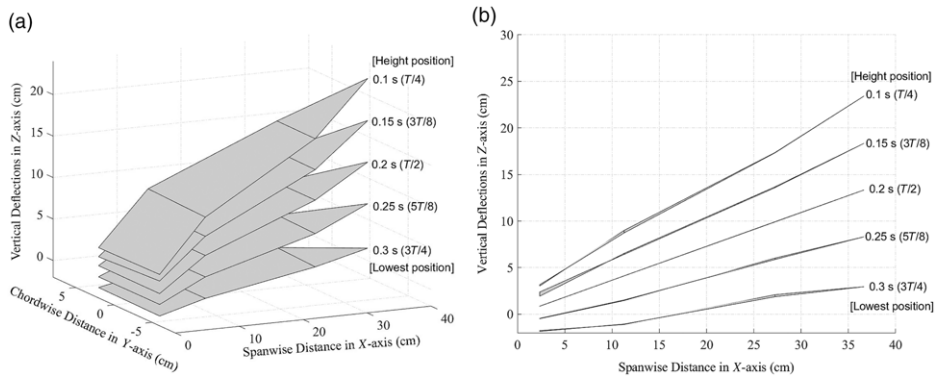 (a)
[Height position]
0.1 s (T/4)
0.15 s (3T/8)
0.2 s (T/2)
0.25 s (5T/8)
0.3 s (3T/4)
[Lowest position]
Vertical Deflections in Z-axis (cm)
20
15
10
5
0
Chordwise Distance in Y-axis (cm)
5
0
-5
Spanwise Distance in X-axis (cm)
0
10
20
30
40
(b)
[Height position]
0.1 s (T/4)
0.15 s (3T/8)
0.2 s (T/2)
0.25 s (5T/8)
0.3 s (3T/4)
[Lowest position]
Vertical Deflections in Z-axis (cm)
30
25
20
15
10
5
0
0
5
10
15
20
25
30
35
40
Spanwise Distance in X-axis (cm)